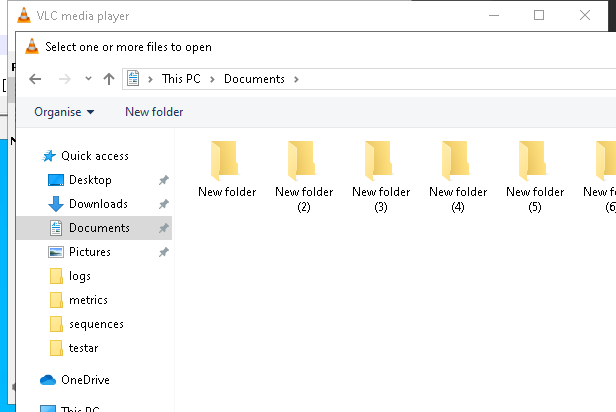 VLC media player
Select one or more files to open
This PC > Documents >
Organise
New folder
Quick access
Desktop
Downloads
Documents
Pictures
logs
metrics
sequences
testar
OneDrive
This PC
New folder
New folder (2)
New folder (3)
New folder (4)
New folder (5)
New fo
(6